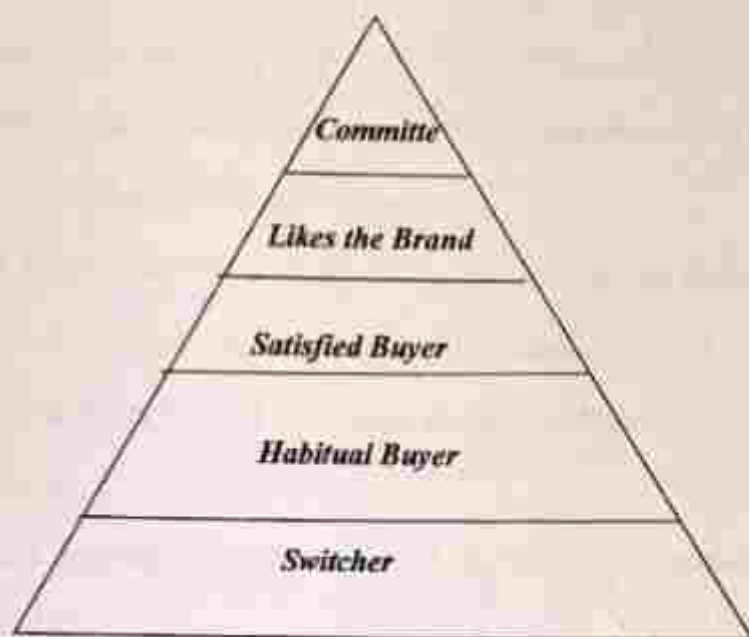 Committe
Likes the Brand
Satisfied Buyer
Habitual Buyer
Switcher